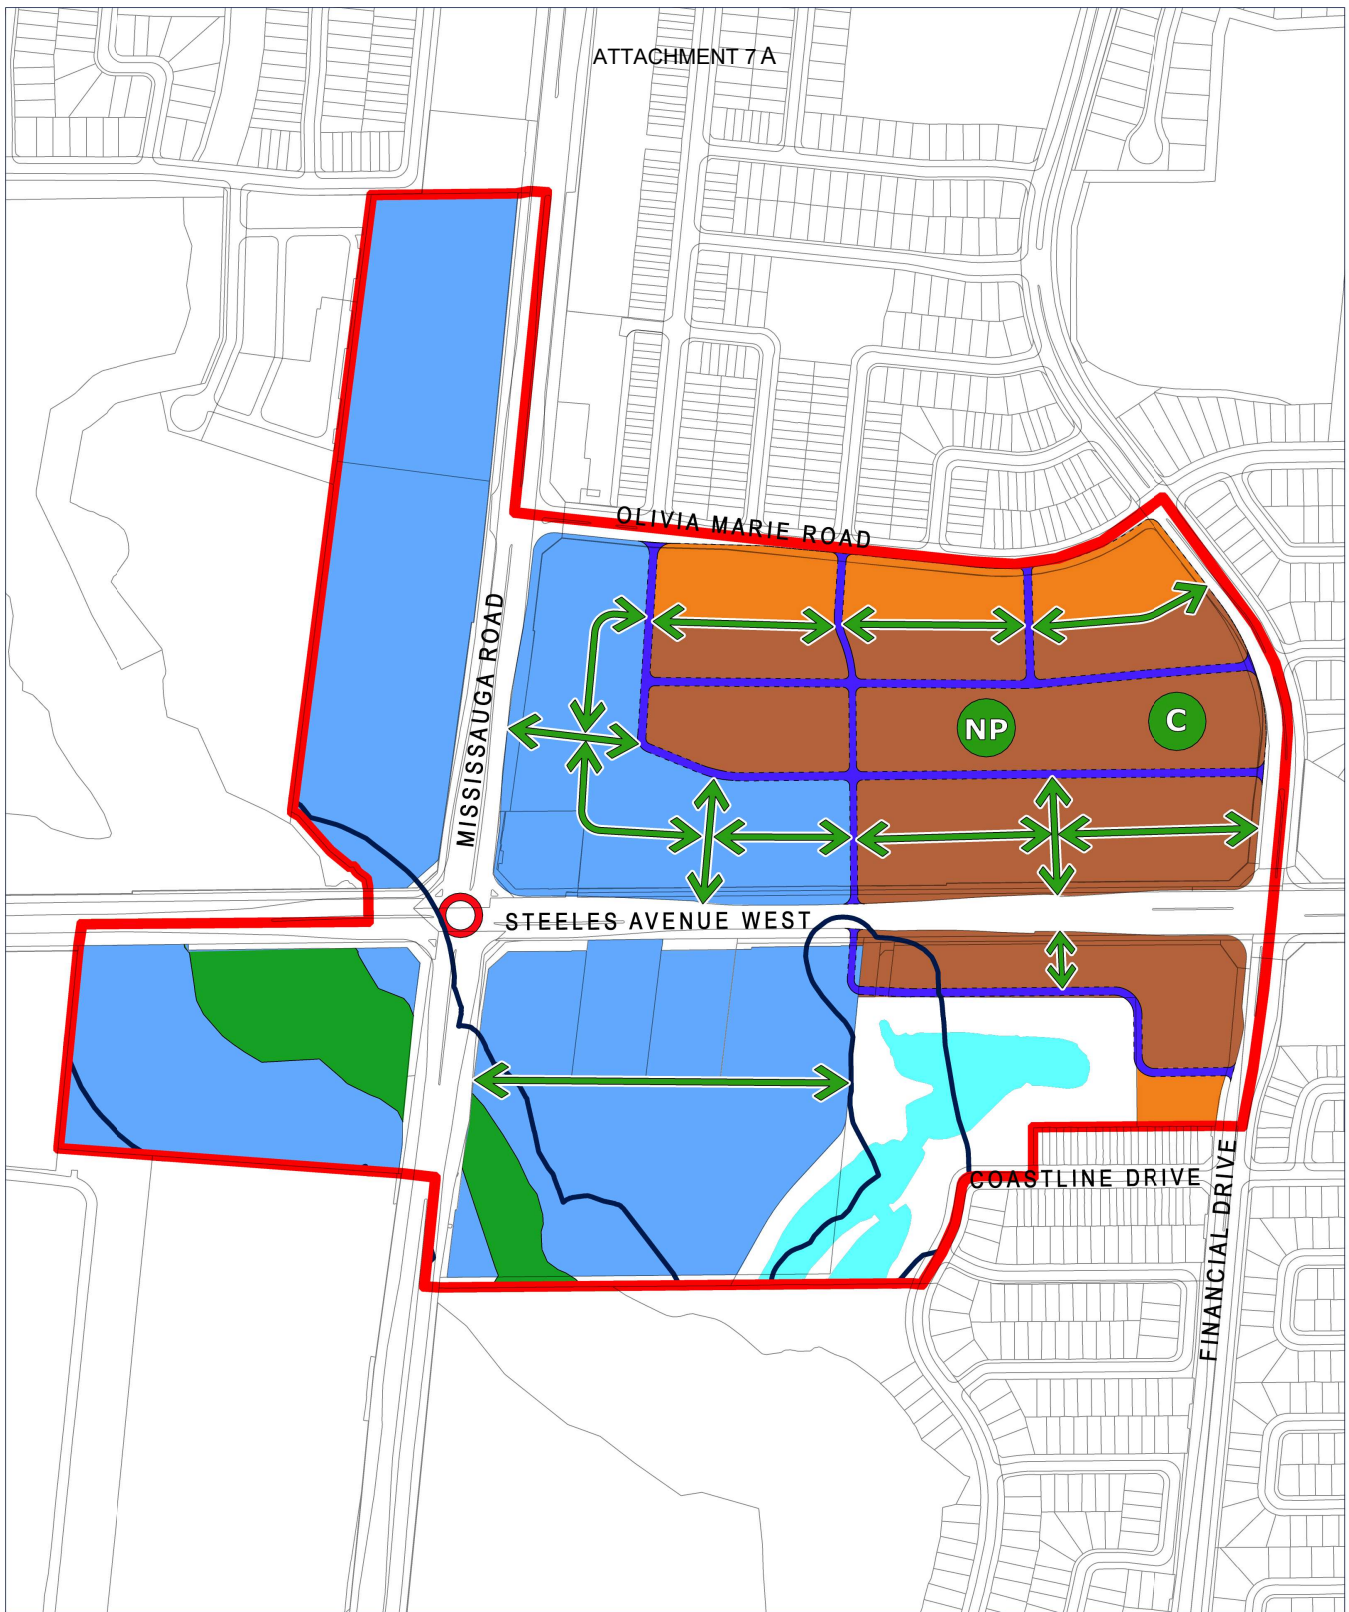 ATTACHMENT 7 A
OLIVIA MARIE ROAD
MISSISSAUGA ROAD
NP
C
STEELES AVENUE WEST
COASTLINE DRIVE
FINANCIAL DRIVE